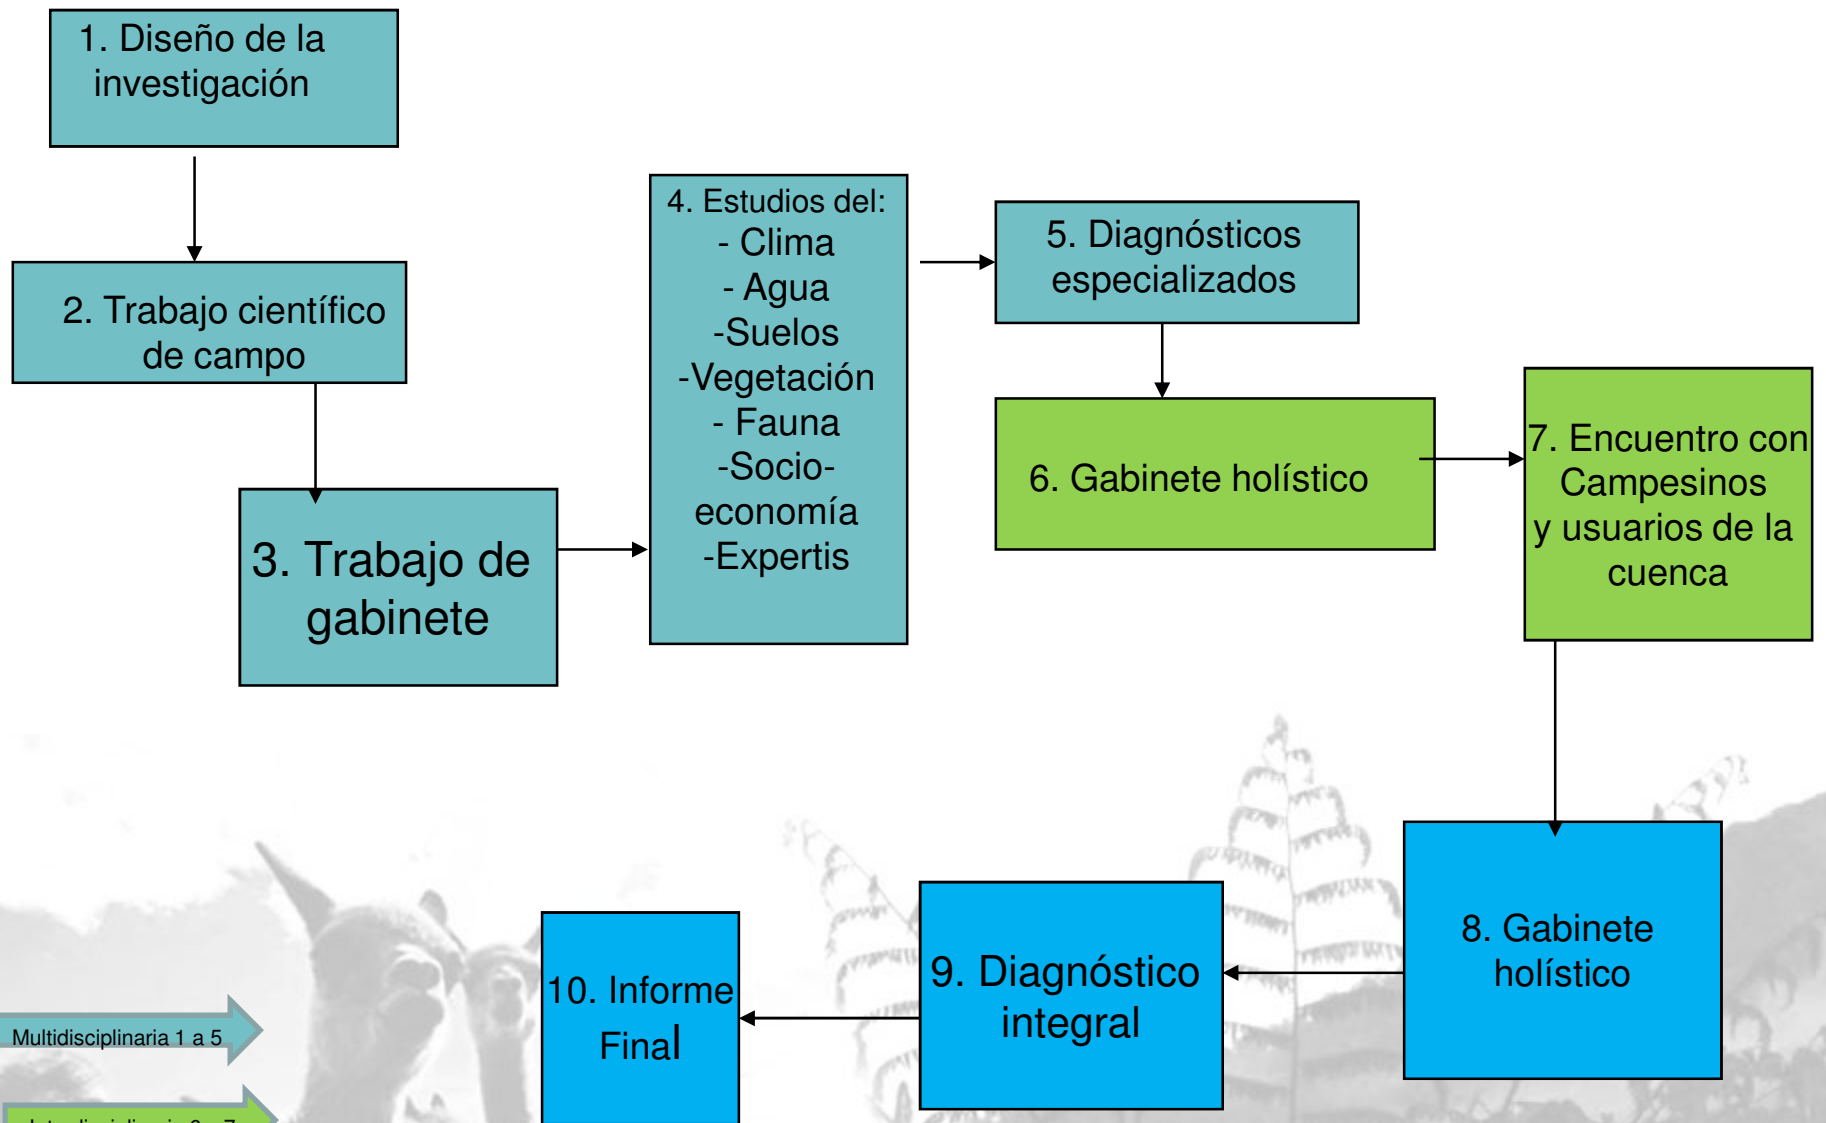 1. Diseño de la
investigación
2. Trabajo científico
de campo
3. Trabajo de
gabinete
4. Estudios del:
- Clima
- Agua
-Suelos
-Vegetación
- Fauna
-Socio-
economía
-Expertis
5. Diagnósticos
especializados
6. Gabinete holístico
7. Encuentro con
Campesinos
y usuarios de la
cuenca
8. Gabinete
holístico
9. Diagnóstico
integral
10. Informe
Final
Multidisciplinaria 1 a 5